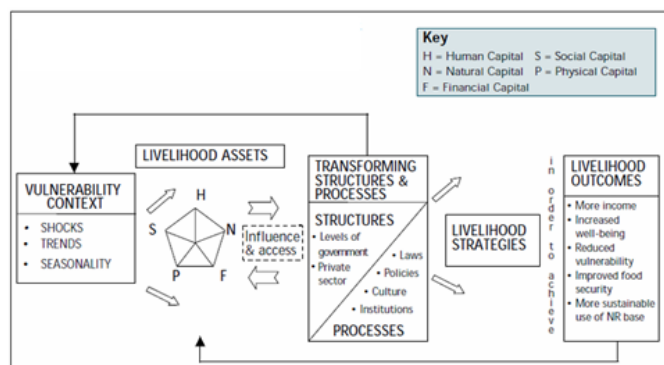 Key
H = Human Capital S = Social Capital
N = Natural Capital P = Physical Capital
F = Financial Capital
LIVELIHOOD ASSETS
VULNERABILITY
CONTEXT
• SHOCKS
• TRENDS
• SEASONALITY
H
S
N
P
F
Influence
& access
TRANSFORMING
STRUCTURES &
PROCESSES
STRUCTURES
• Levels of
government
• Private
sector
• Laws
• Policies
• Culture
• Institutions
PROCESSES
LIVELIHOOD
STRATEGIES
in order to achieve
LIVELIHOOD
OUTCOMES
• More income
• Increased
well-being
• Reduced
vulnerability
• Improved food
security
• More sustainable
use of NR base